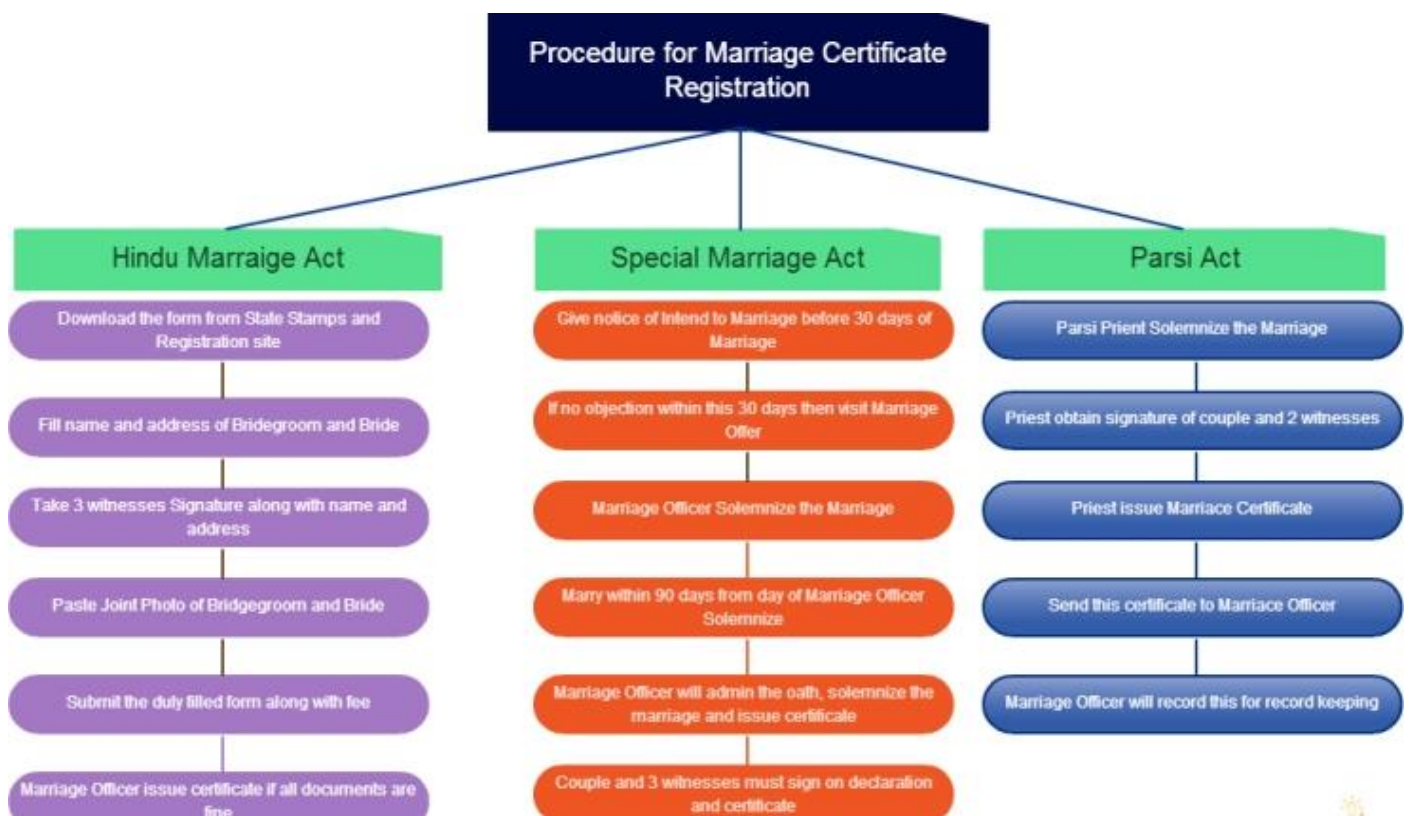 Procedure for Marriage Certificate
Registration
Hindu Marraige Act
Download the form from State Stamps and
Registration site
Fill name and address of Bridegroom and Bride
Take 3 witnesses Signature along with name and
address
Paste Joint Photo of Bridgegroom and Bride
Submit the duly filled form along with fee
Marriage Officer issue certificate if all documents are
fine
Special Marriage Act
Give notice of Intend to Marriage before 30 days of
Marriage
If no objection within this 30 days then visit Marriage
Offer
Marriage Officer Solemnize the Marriage
Marry within 90 days from day of Marriage Officer
Solemnize
Marriage Officer will admin the oath, solemnize the
marriage and issue certificate
Couple and 3 witnesses must sign on declaration
and certificate
Parsi Act
Parsi Prient Solemnize the Marriage
Priest obtain signature of couple and 2 witnesses
Priest issue Marriace Certificate
Send this certificate to Marriace Officer
Marriage Officer will record this for record keeping